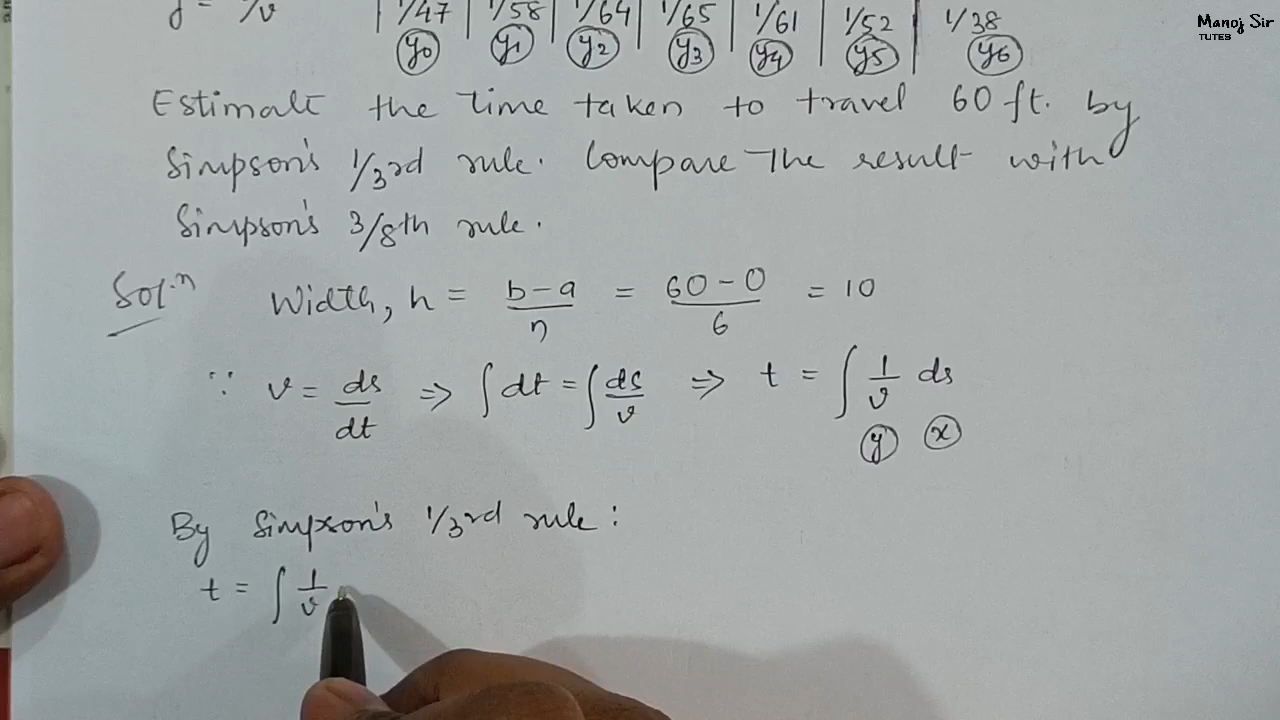 y = 1/v | 1/47 | 1/58 | 1/64 | 1/65 | 1/61 | 1/52 | 1/38
y0 y1 y2 y3 y4 y5 y6
Manoj Sir
TUTES
Estimate the time taken to travel 60 ft. by
Simpson's 1/3rd rule. Compare the result with
Simpson's 3/8th rule.
Sol.n Width, h = b-a/n = 60-0/6 = 10
∵ v = ds/dt ⇒ ∫dt = ∫ds/v ⇒ t = ∫ 1/v ds
y x
By Simpson's 1/3rd rule:
t = ∫ 1/v